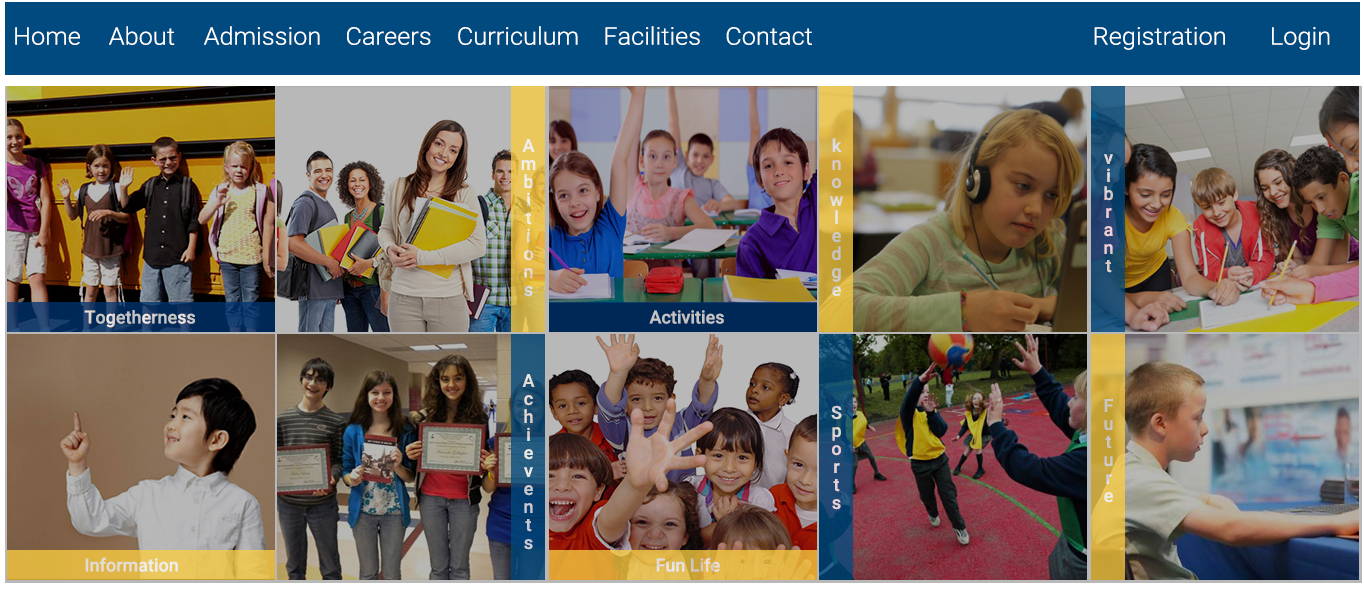 Home About Admission Careers Curriculum Facilities Contact Registration Login
Togetherness
Ambitions
Activities
knowledge
vibrant
Information
Achievents
Fun Life
Sports
Future